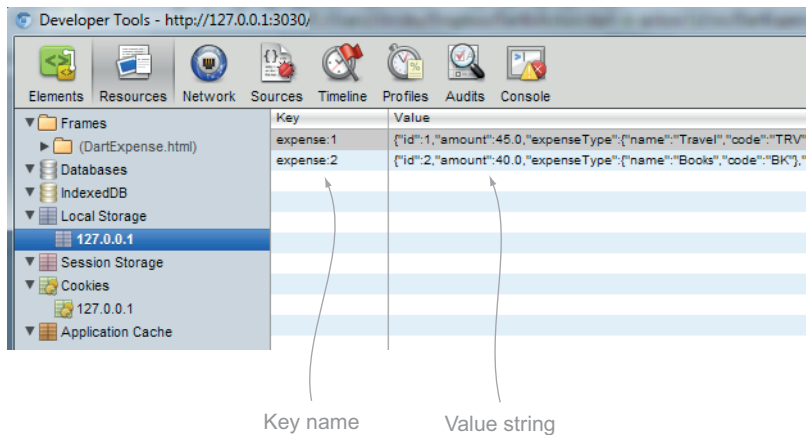 Developer Tools - http://127.0.0.1:3030/
Elements Resources Network Sources Timeline Profiles Audits Console
Frames
(DartExpense.html)
Databases
IndexedDB
Local Storage
127.0.0.1
Session Storage
Cookies
127.0.0.1
Application Cache
Key Value
expense:1 {"id":1,"amount":45.0,"expenseType":{"name":"Travel","code":"TRV"
expense:2 {"id":2,"amount":40.0,"expenseType":{"name":"Books","code":"BK"},"
Key name Value string